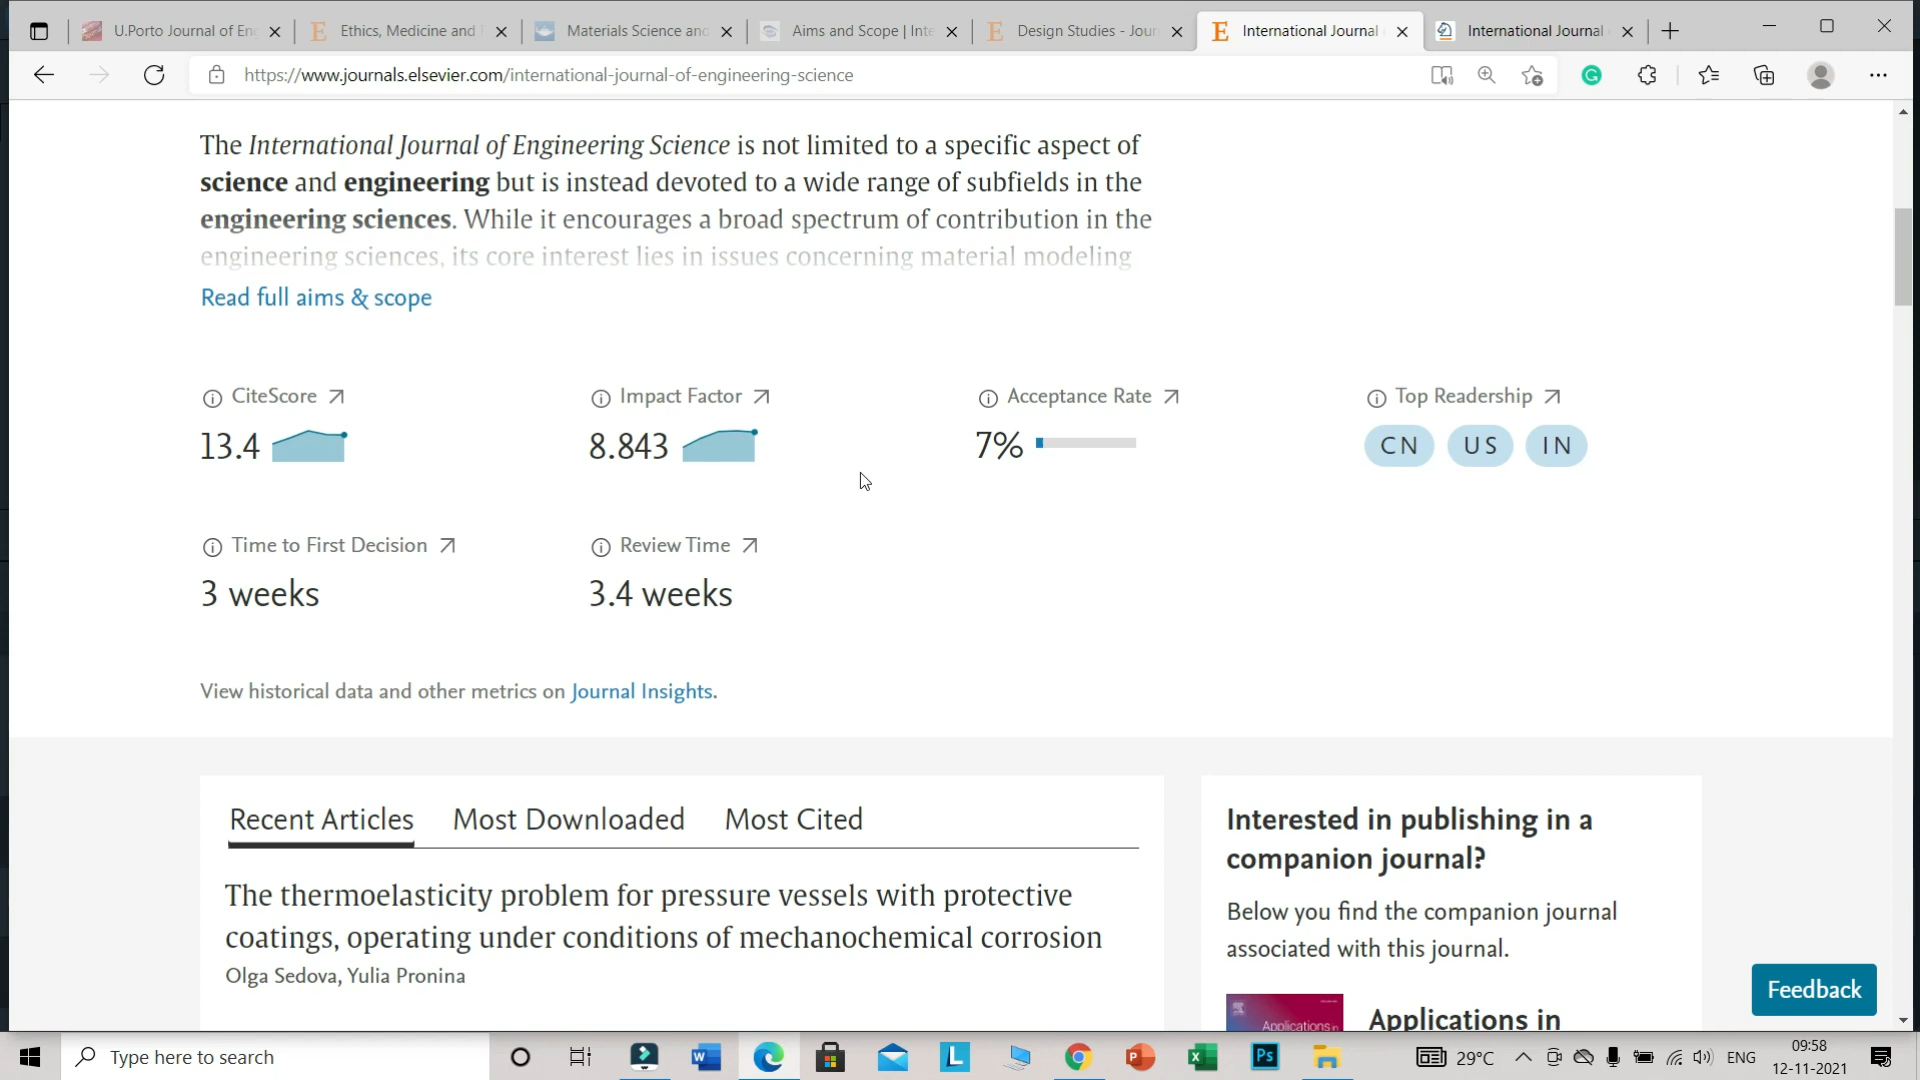 U.Porto Journal of En
Ethics, Medicine and
Materials Science and
Aims and Scope | Inte
Design Studies - Jour
International Journal
International Journal
https://www.journals.elsevier.com/international-journal-of-engineering-science
The International Journal of Engineering Science is not limited to a specific aspect of
science and engineering but is instead devoted to a wide range of subfields in the
engineering sciences. While it encourages a broad spectrum of contribution in the
engineering sciences, its core interest lies in issues concerning material modeling
Read full aims & scope
CiteScore
13.4
Impact Factor
8.843
Acceptance Rate
7%
Top Readership
CN US IN
Time to First Decision
3 weeks
Review Time
3.4 weeks
View historical data and other metrics on Journal Insights.
Recent Articles Most Downloaded Most Cited
The thermoelasticity problem for pressure vessels with protective
coatings, operating under conditions of mechanochemical corrosion
Olga Sedova, Yulia Pronina
Interested in publishing in a
companion journal?
Below you find the companion journal
associated with this journal.
Applications in
Applications in
Feedback
Type here to search
29°C
ENG
09:58
12-11-2021